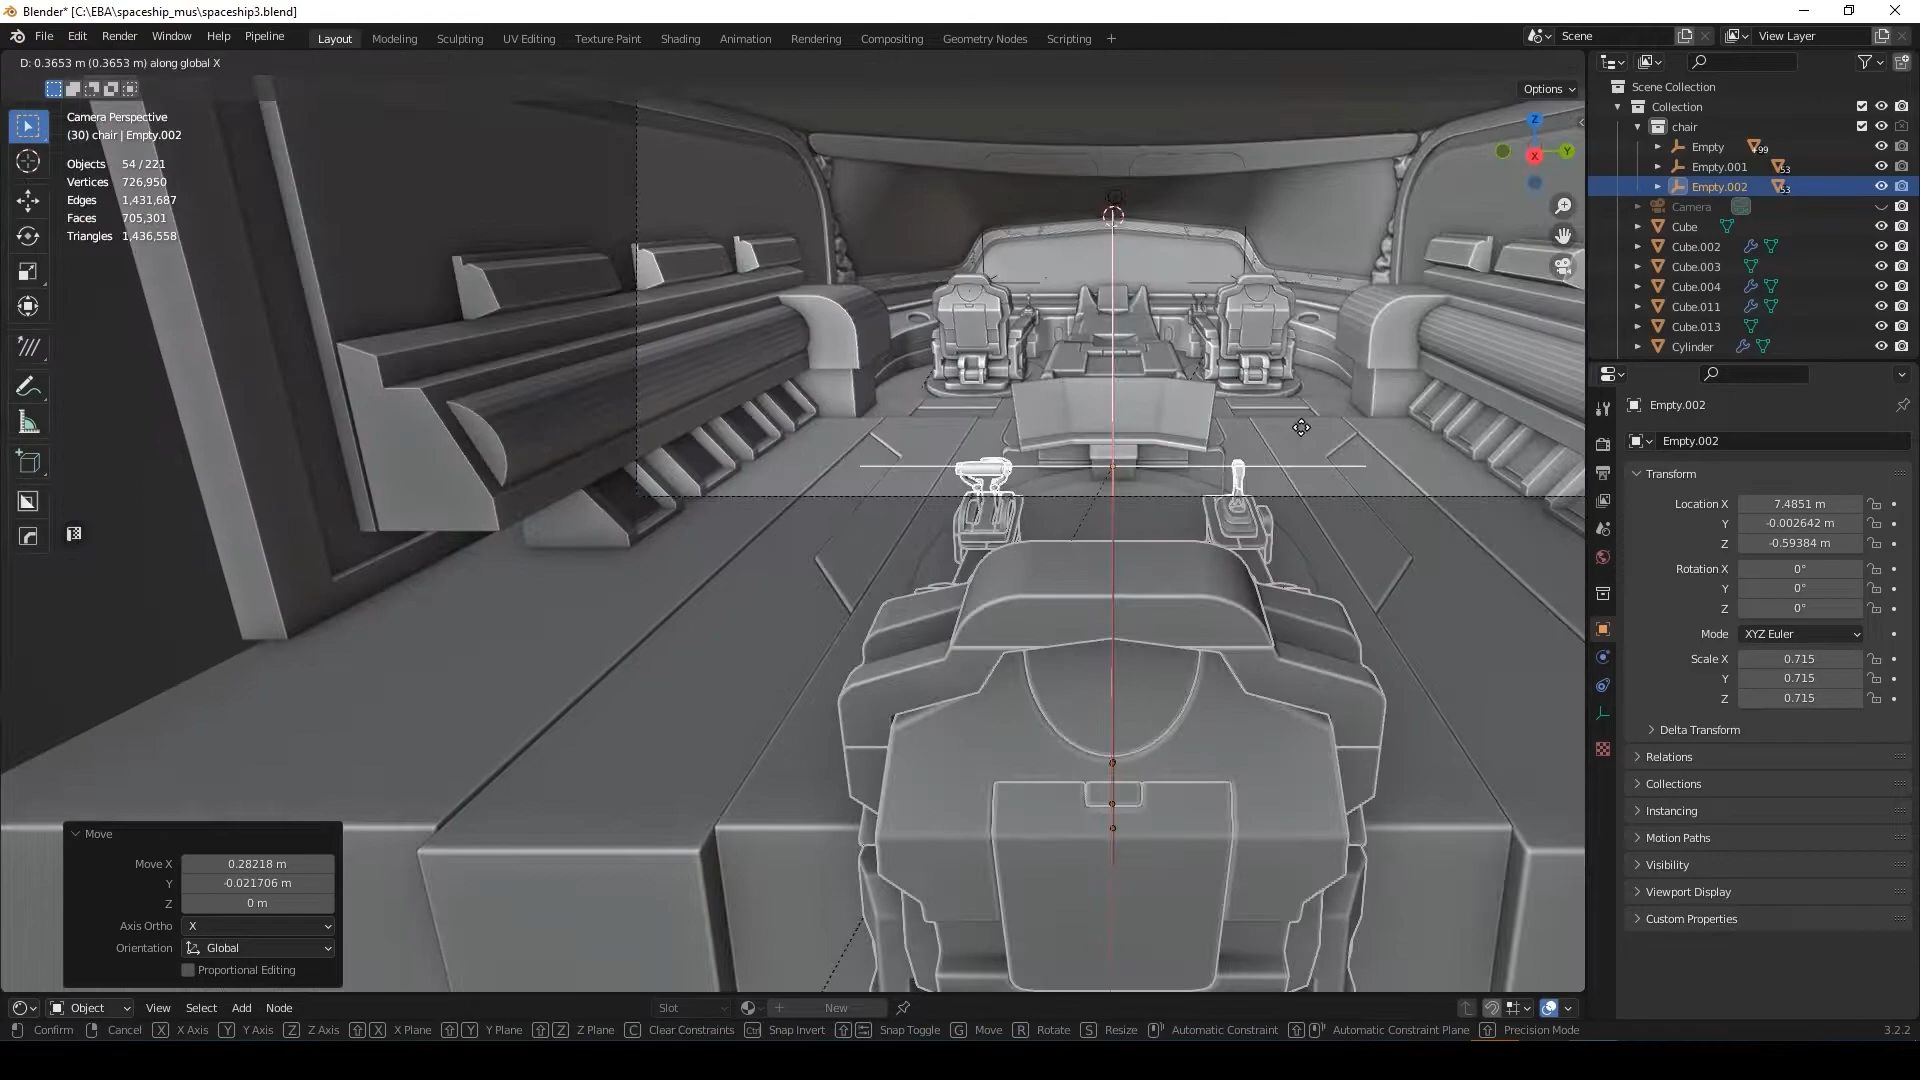 Blender* [C:\EBA\spaceship_mus\spaceship3.blend]
File Edit Render Window Help Pipeline Layout Modeling Sculpting UV Editing Texture Paint Shading Animation Rendering Compositing Geometry Nodes Scripting + Scene View Layer
D: 0.3653 m (0.3653 m) along global X
Options
Camera Perspective
(30) chair | Empty.002
Objects 54 / 221
Vertices 726,950
Edges 1,431,687
Faces 705,301
Triangles 1,436,558
Z
X Y
Scene Collection
Collection
chair
Empty +99
Empty.001 53
Empty.002 53
Camera
Cube
Cube.002
Cube.003
Cube.004
Cube.011
Cube.013
Cylinder
Empty.002
Empty.002
Transform
Location X 7.4851 m
Y -0.002642 m
Z -0.59384 m
Rotation X 0°
Y 0°
Z 0°
Mode XYZ Euler
Scale X 0.715
Y 0.715
Z 0.715
Delta Transform
Relations
Collections
Instancing
Motion Paths
Visibility
Viewport Display
Custom Properties
Move
Move X 0.28218 m
Y -0.021706 m
Z 0 m
Axis Ortho X
Orientation Global
Proportional Editing
Object View Select Add Node Slot + New
Confirm Cancel X X Axis Y Y Axis Z Z Axis X X Plane Y Y Plane Z Z Plane C Clear Constraints Ctrl Snap Invert Snap Toggle G Move R Rotate S Resize Automatic Constraint Automatic Constraint Plane Precision Mode 3.2.2